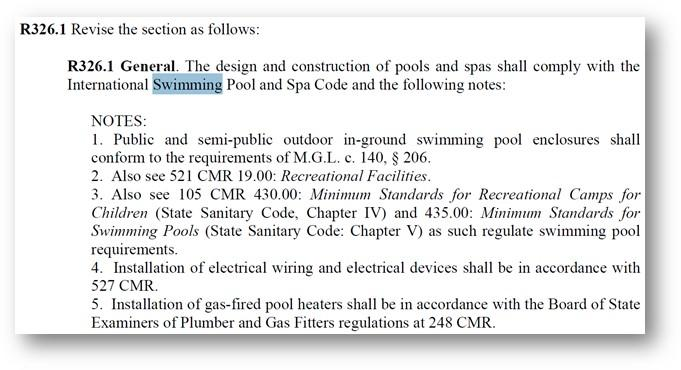 R326.1 Revise the section as follows:
R326.1 General. The design and construction of pools and spas shall comply with the
International Swimming Pool and Spa Code and the following notes:
NOTES:
1. Public and semi-public outdoor in-ground swimming pool enclosures shall
conform to the requirements of M.G.L. c. 140, § 206.
2. Also see 521 CMR 19.00: Recreational Facilities.
3. Also see 105 CMR 430.00: Minimum Standards for Recreational Camps for
Children (State Sanitary Code, Chapter IV) and 435.00: Minimum Standards for
Swimming Pools (State Sanitary Code: Chapter V) as such regulate swimming pool
requirements.
4. Installation of electrical wiring and electrical devices shall be in accordance with
527 CMR.
5. Installation of gas-fired pool heaters shall be in accordance with the Board of State
Examiners of Plumber and Gas Fitters regulations at 248 CMR.